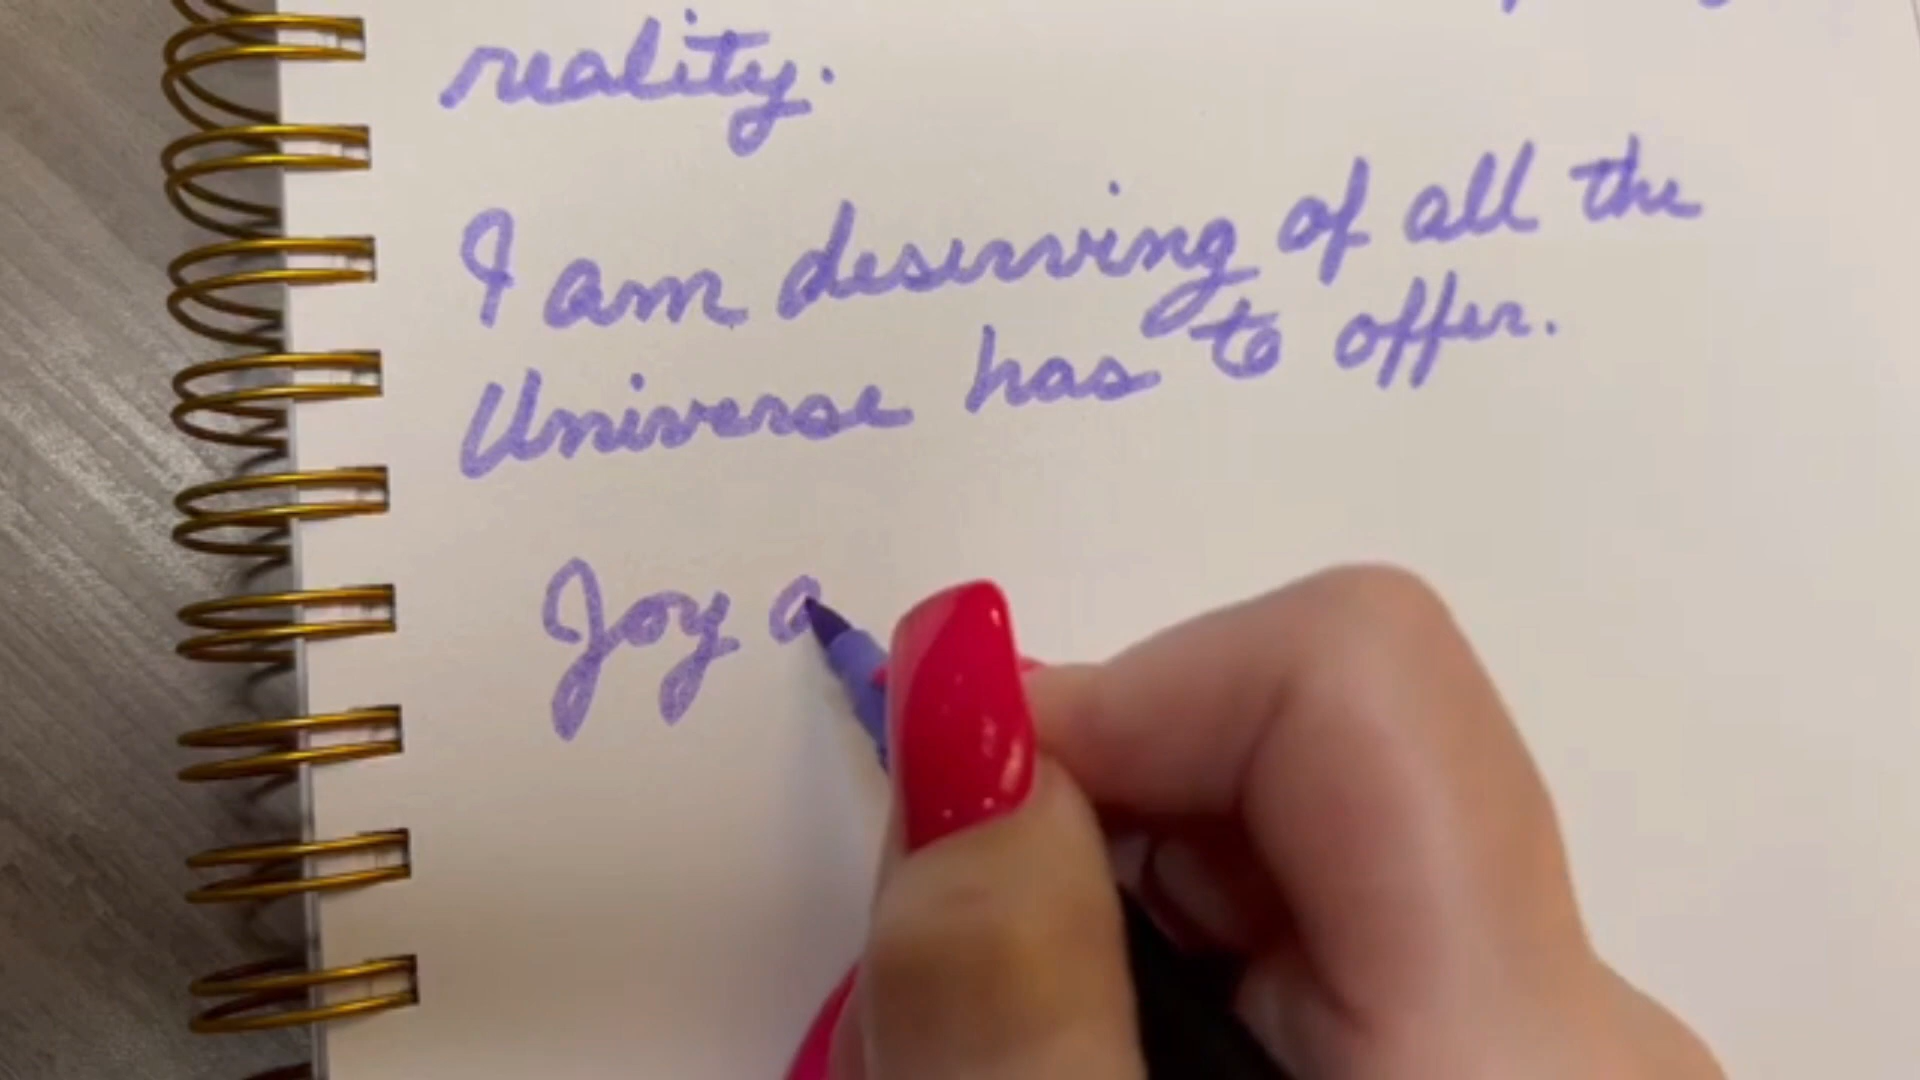 reality.
I am deserving of all the
Universe has to offer.
Joy a